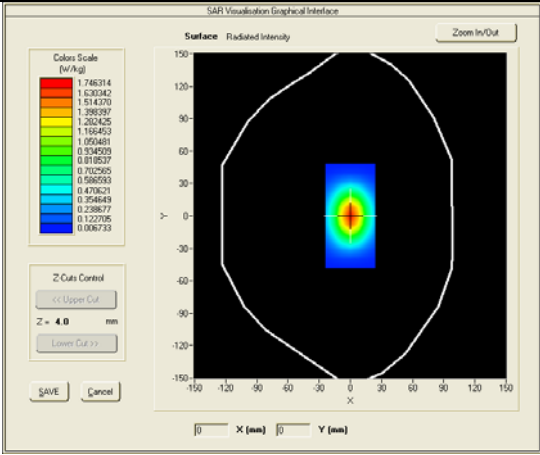 SAR Visualisation Graphical Interface
Surface Radiated Intensity
Zoom In/Out
Colors Scale
(W/kg)
1.746314
1.630342
1.514370
1.398397
1.282425
1.166453
1.050481
0.934509
0.818537
0.702565
0.586593
0.470621
0.354649
0.238677
0.122705
0.006733
150
120
90
60
30
0
-30
-60
-90
-120
-150
Y
-150 -120 -90 -60 -30 0 30 60 90 120 150
X
Z-Cuts Control
<< Upper Cut
Z = 4.0 mm
Lower Cut >>
SAVE Cancel
0 X (mm) 0 Y (mm)